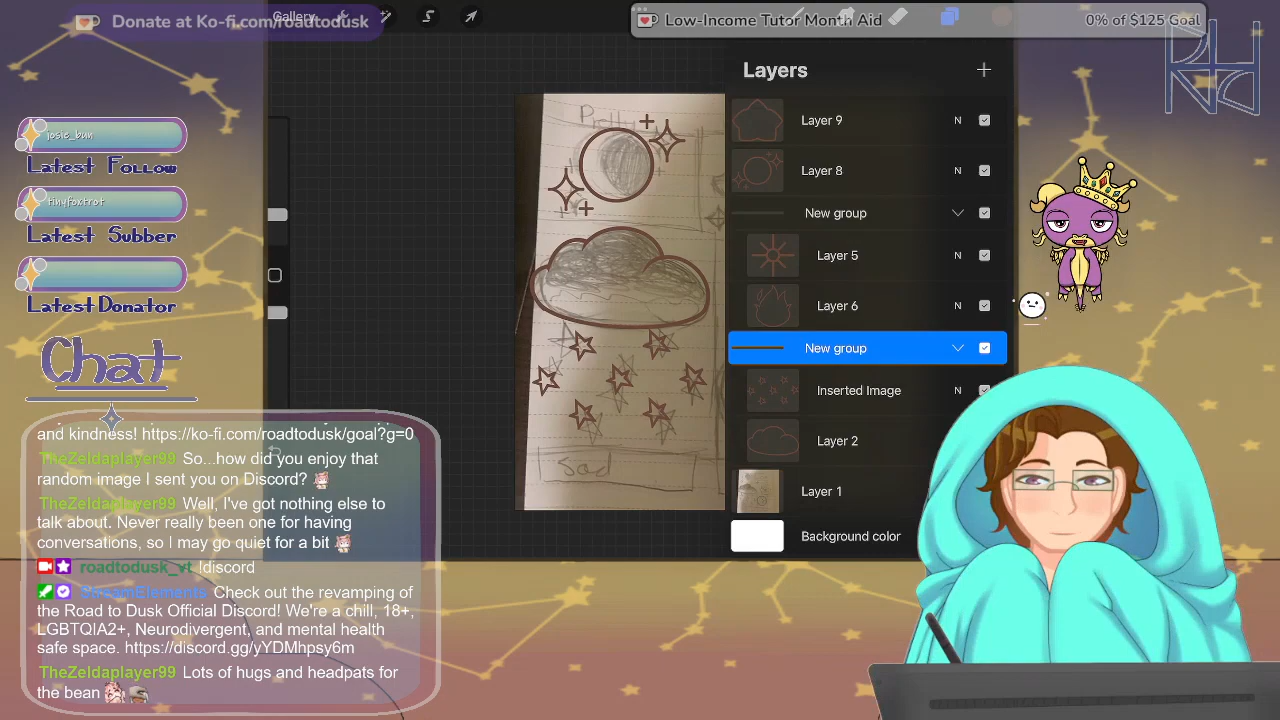 Donate at Ko-fi.com/roadtodusk
Gallery
Low-Income Tutor Month Aid
0% of $125 Goal
josie_bun
Latest Follow
tinyfoxtrot
Latest Subber
Latest Donator
Chat
and kindness! https://ko-fi.com/roadtodusk/goal?g=0
TheZeldaplayer99 So...how did you enjoy that
random image I sent you on Discord?
TheZeldaplayer99 Well, I've got nothing else to
talk about. Never really been one for having
conversations, so I may go quiet for a bit
roadtodusk_vt !discord
StreamElements Check out the revamping of
the Road to Dusk Official Discord! We're a chill, 18+,
LGBTQIA2+, Neurodivergent, and mental health
safe space. https://discord.gg/yYDMhpsy6m
TheZeldaplayer99 Lots of hugs and headpats for
the bean
Sad
Layers
Layer 9
N
Layer 8
N
New group
Layer 5
N
Layer 6
N
New group
Inserted Image
N
Layer 2
Layer 1
Background color